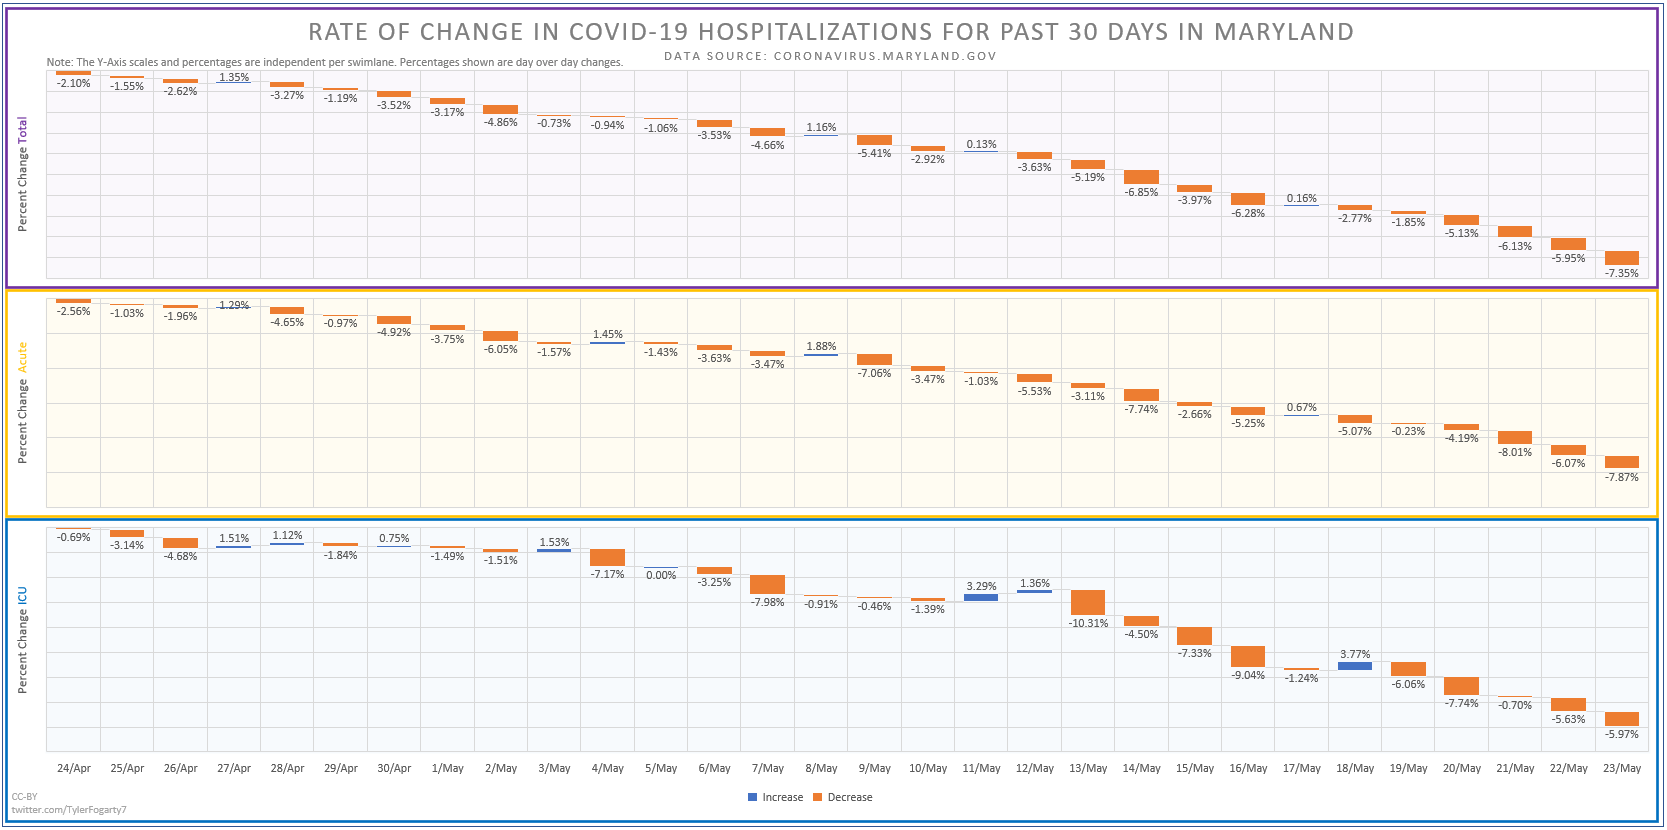 RATE OF CHANGE IN COVID-19 HOSPITALIZATIONS FOR PAST 30 DAYS IN MARYLAND
DATA SOURCE: CORONAVIRUS.MARYLAND.GOV
Note: The Y-Axis scales and percentages are independent per swimlane. Percentages shown are day over day changes.
Percent Change Total
-2.10% -1.55% -2.62% 1.35% -3.27% -1.19% -3.52% -3.17% -4.86% -0.73% -0.94% -1.06% -3.53% -4.66% 1.16% -5.41% -2.92% 0.13% -3.63% -5.19% -6.85% -3.97% -6.28% 0.16% -2.77% -1.85% -5.13% -6.13% -5.95% -7.35%
Percent Change Acute
-2.56% -1.03% -1.96% -1.29% -4.65% -0.97% -4.92% -3.75% -6.05% -1.57% 1.45% -1.43% -3.63% -3.47% 1.88% -7.06% -3.47% -1.03% -5.53% -3.11% -7.74% -2.66% -5.25% 0.67% -5.07% -0.23% -4.19% -8.01% -6.07% -7.87%
Percent Change ICU
-0.69% -3.14% -4.68% 1.51% 1.12% -1.84% 0.75% -1.49% -1.51% 1.53% -7.17% 0.00% -3.25% -7.98% -0.91% -0.46% -1.39% 3.29% 1.36% -10.31% -4.50% -7.33% -9.04% -1.24% 3.77% -6.06% -7.74% -0.70% -5.63% -5.97%
24/Apr 25/Apr 26/Apr 27/Apr 28/Apr 29/Apr 30/Apr 1/May 2/May 3/May 4/May 5/May 6/May 7/May 8/May 9/May 10/May 11/May 12/May 13/May 14/May 15/May 16/May 17/May 18/May 19/May 20/May 21/May 22/May 23/May
Increase Decrease
CC-BY
twitter.com/TylerFogarty7